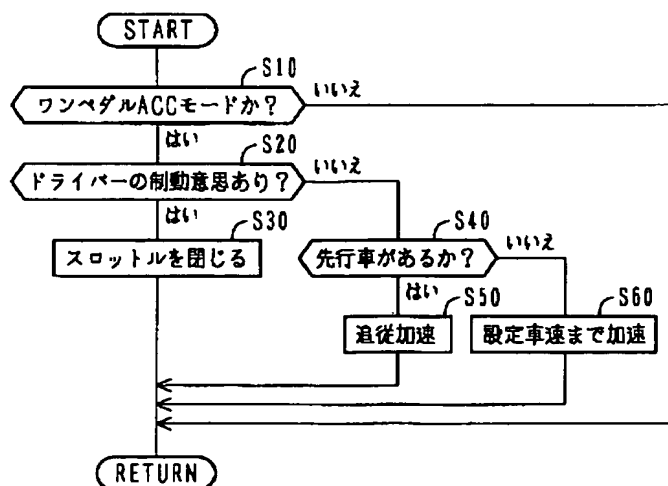 START
S10
ワンペダルACCモードか?
いいえ
はい
S20
ドライバーの制動意思あり?
いいえ
はい
S30
スロットルを閉じる
S40
先行車があるか?
いいえ
はい
S50
追従加速
S60
設定車速まで加速
RETURN